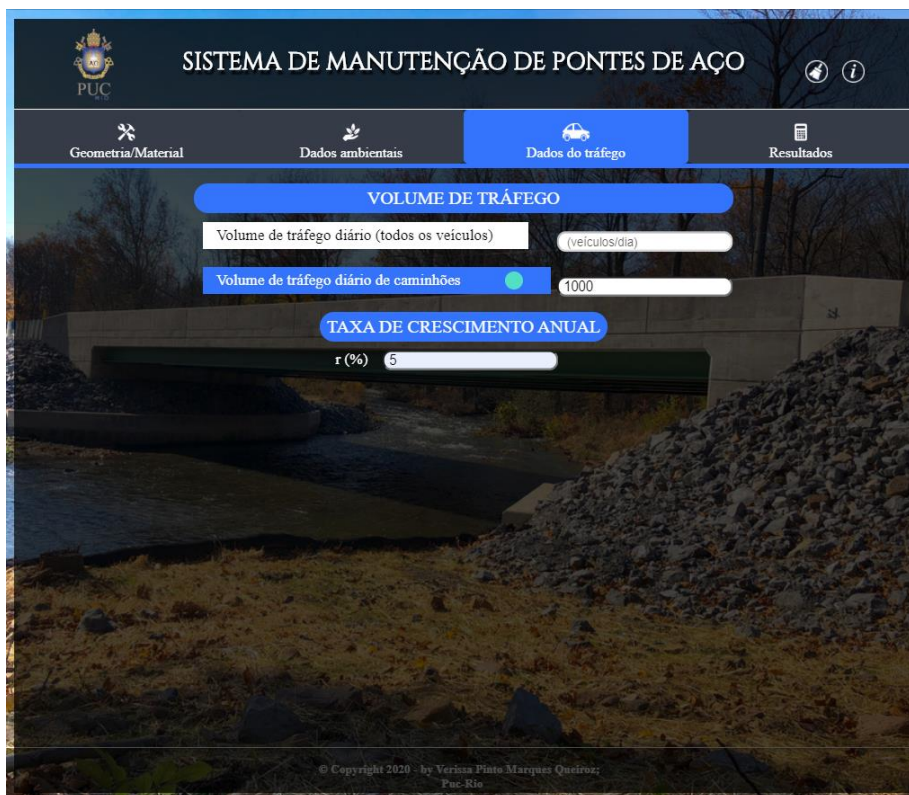 SISTEMA DE MANUTENÇÃO DE PONTES DE AÇO
PUC
RIO
Geometria/Material
Dados ambientais
Dados do tráfego
Resultados
VOLUME DE TRÁFEGO
Volume de tráfego diário (todos os veículos)
(veículos/dia)
Volume de tráfego diário de caminhões
1000
TAXA DE CRESCIMENTO ANUAL
r (%)
5
© Copyright 2020 - by Verissa Pinto Marques Queiroz;
Puc-Rio